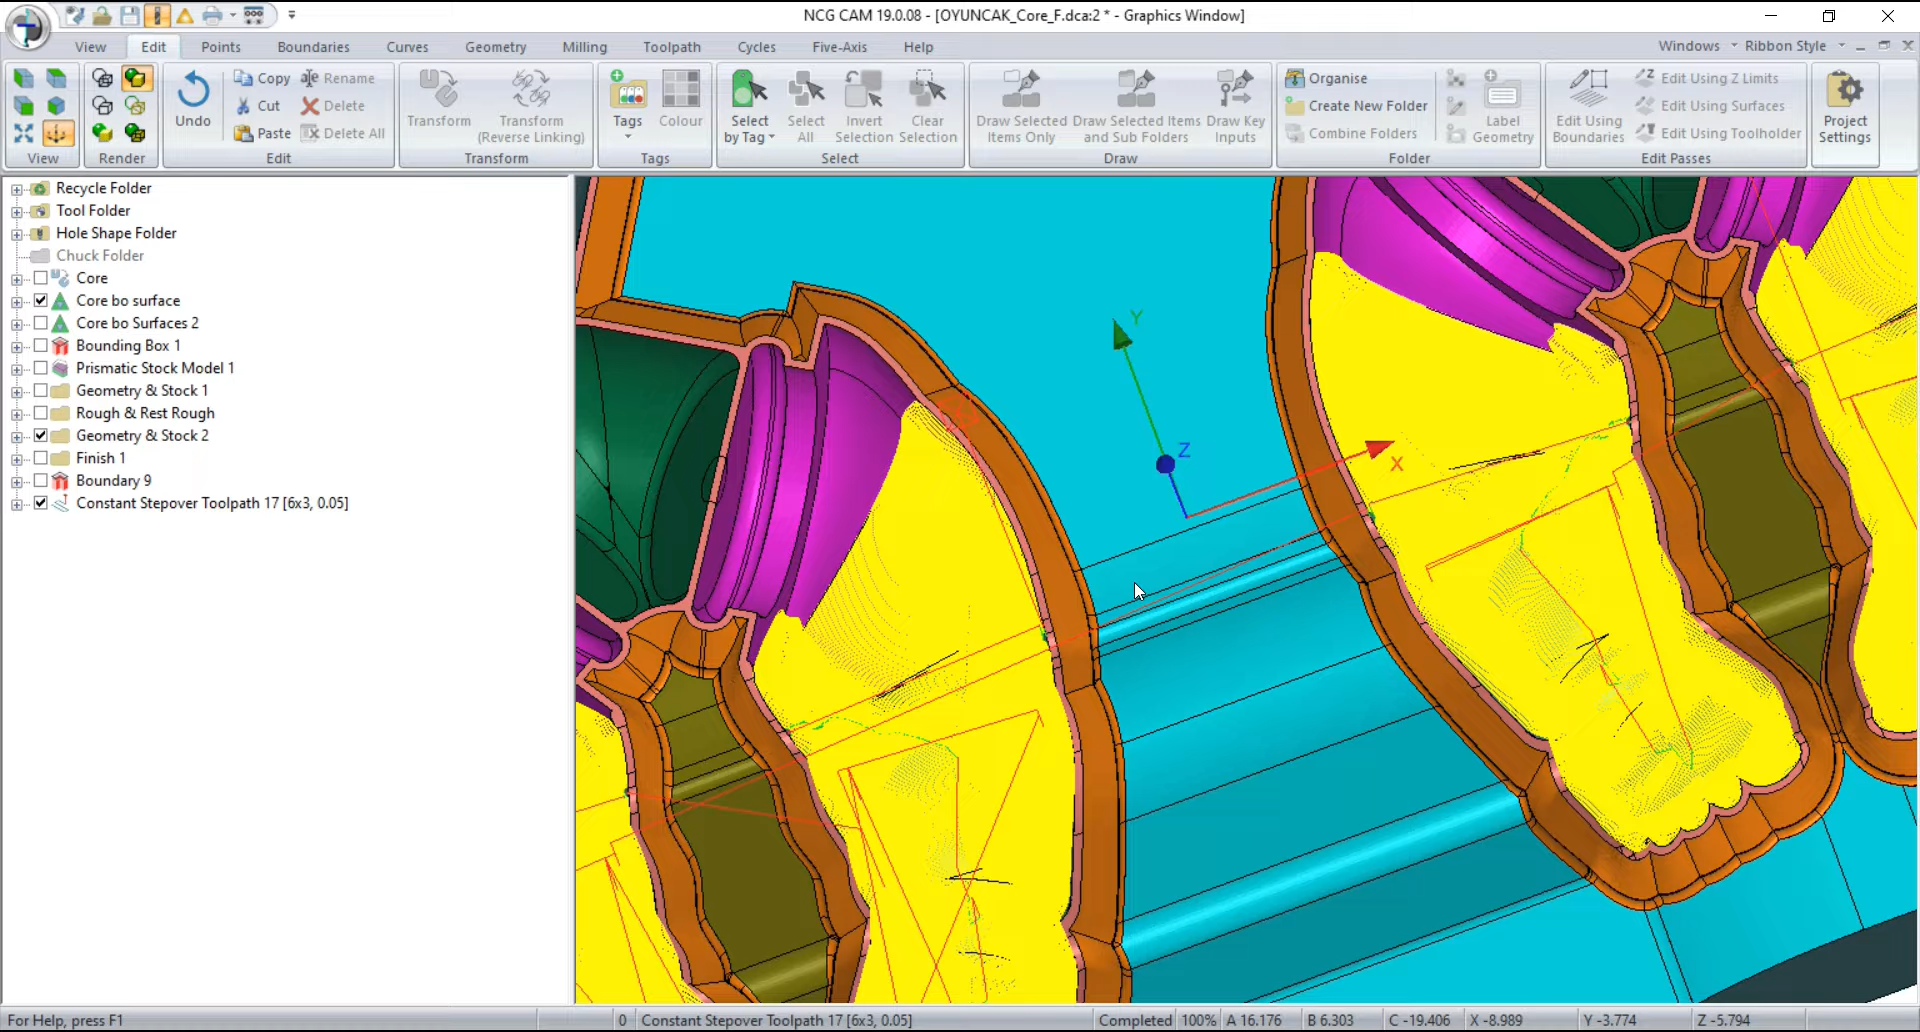 NCG CAM 19.0.08 - [OYUNCAK_Core_F.dca:2 * - Graphics Window]
View Edit Points Boundaries Curves Geometry Milling Toolpath Cycles Five-Axis Help Windows Ribbon Style
Undo Copy Cut Paste Rename Delete Delete All
Transform Transform (Reverse Linking)
Tags Colour
Select by Tag Select All Invert Selection Clear Selection
Draw Selected Items Only Draw Selected Items and Sub Folders Draw Key Inputs
Organise Create New Folder Combine Folders Label Geometry
Edit Using Boundaries Edit Using Z Limits Edit Using Surfaces Edit Using Toolholder
Project Settings
View Render Edit Transform Tags Select Draw Folder Edit Passes
Recycle Folder
Tool Folder
Hole Shape Folder
Chuck Folder
Core
Core bo surface
Core bo Surfaces 2
Bounding Box 1
Prismatic Stock Model 1
Geometry & Stock 1
Rough & Rest Rough
Geometry & Stock 2
Finish 1
Boundary 9
Constant Stepover Toolpath 17 [6x3, 0.05]
Y
Z
X
For Help, press F1 0 Constant Stepover Toolpath 17 [6x3, 0.05] Completed 100% A 16.176 B 6.303 C -19.406 X -8.989 Y -3.774 Z -5.794